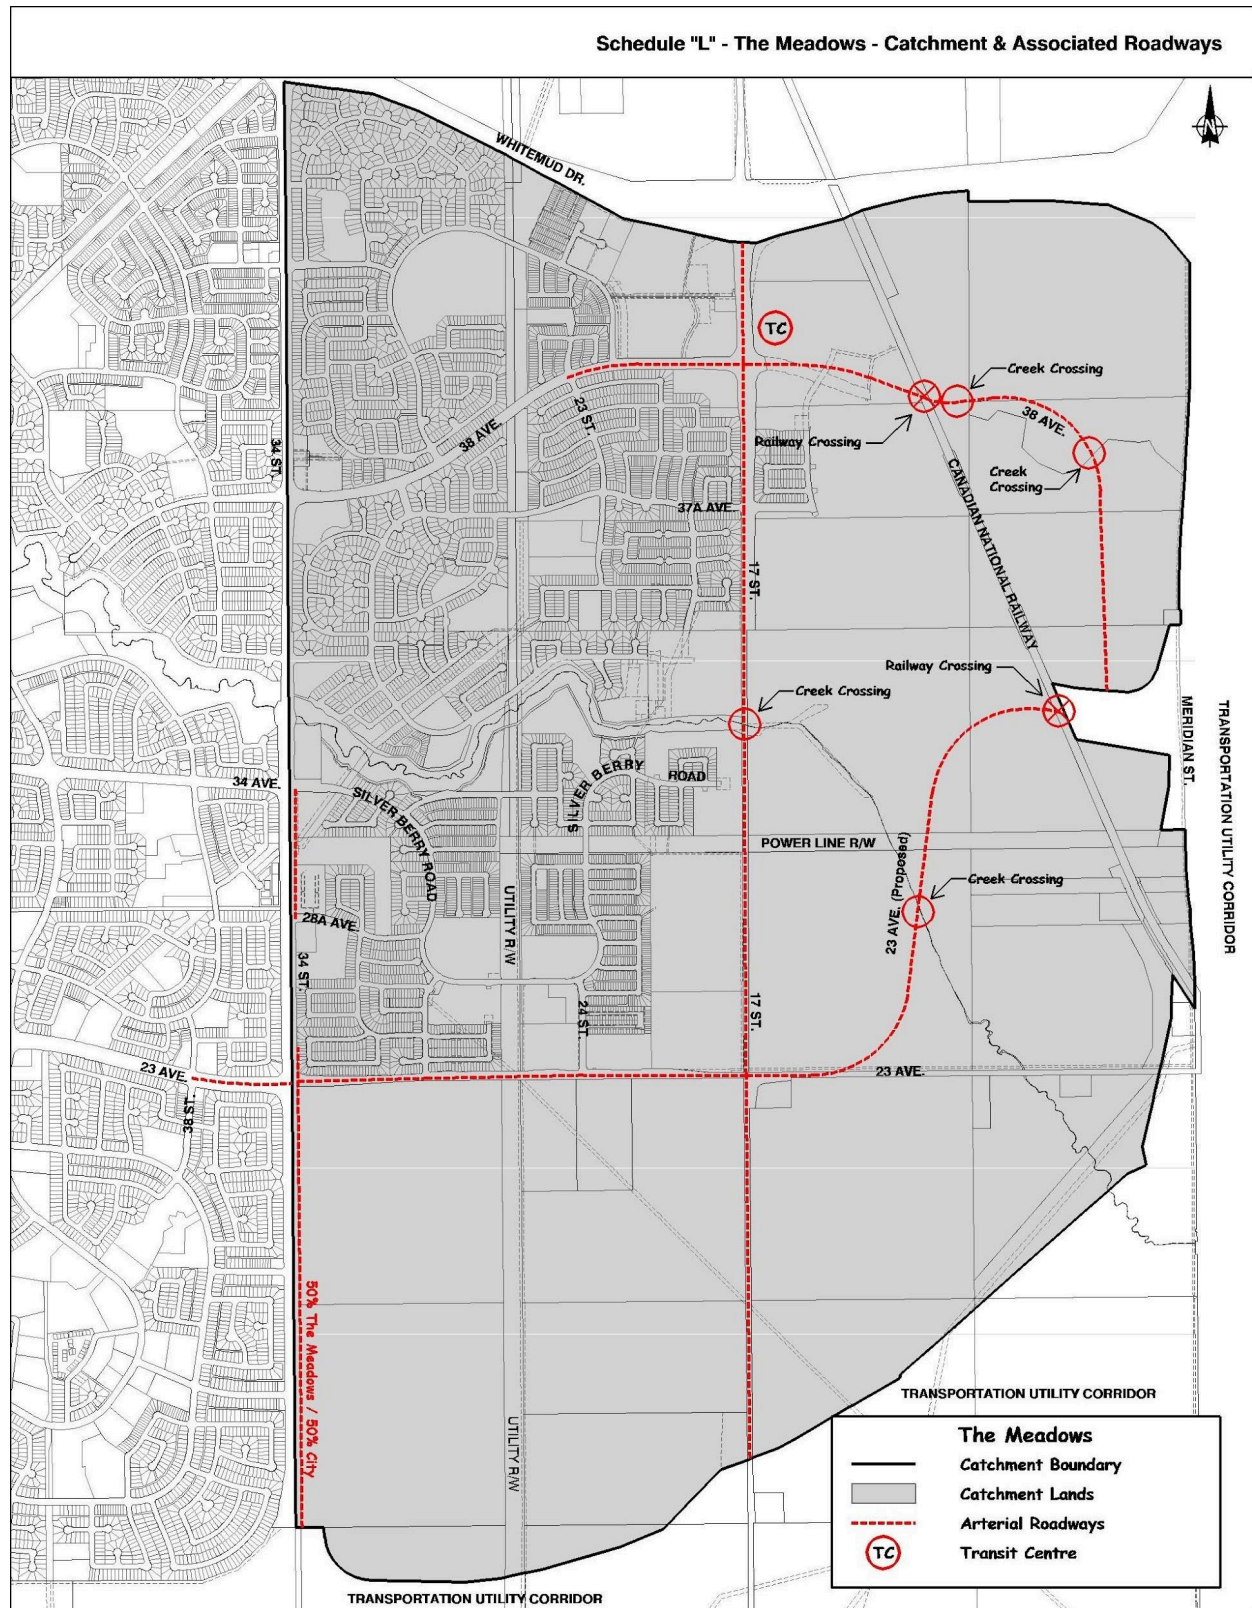 Schedule "L" - The Meadows - Catchment & Associated Roadways
N
WHITEMUD DR.
TC
Creek Crossing
38 AVE.
23 ST.
38 AVE.
34 ST.
Railway Crossing
Creek
Crossing
CANADIAN NATIONAL RAILWAY
37A AVE.
17 ST.
Railway Crossing
Creek Crossing
MERIDIAN ST.
TRANSPORTATION UTILITY CORRIDOR
34 AVE.
SILVER BERRY ROAD
SILVER BERRY ROAD
POWER LINE R/W
23 AVE. (Proposed)
Creek Crossing
UTILITY R/W
28A AVE.
34 ST.
24 ST.
17 ST.
23 AVE.
23 AVE.
38 ST.
50% The Meadows / 50% City
UTILITY R/W
TRANSPORTATION UTILITY CORRIDOR
The Meadows
Catchment Boundary
Catchment Lands
Arterial Roadways
TC Transit Centre
TRANSPORTATION UTILITY CORRIDOR